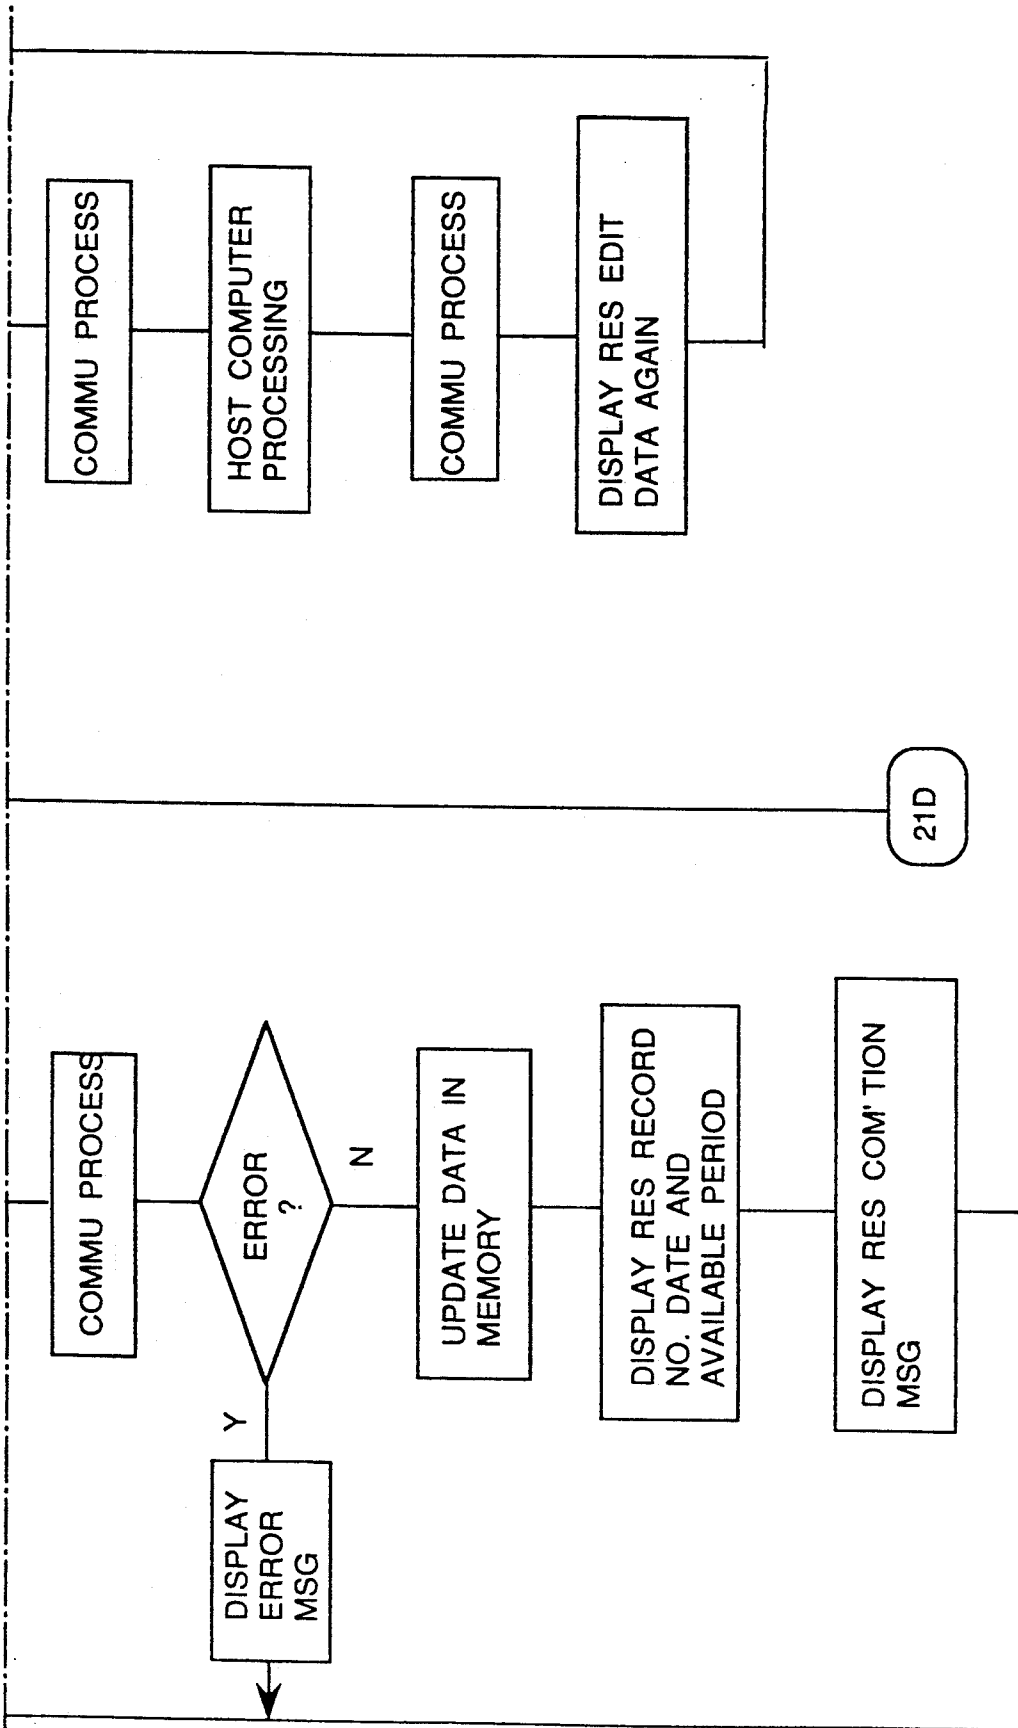 COMMU PROCESS
ERROR
?
Y
DISPLAY
ERROR
MSG
N
UPDATE DATA IN
MEMORY
DISPLAY RES RECORD
NO. DATE AND
AVAILABLE PERIOD
DISPLAY RES COM'TION
MSG
21D
COMMU PROCESS
HOST COMPUTER
PROCESSING
COMMU PROCESS
DISPLAY RES EDIT
DATA AGAIN